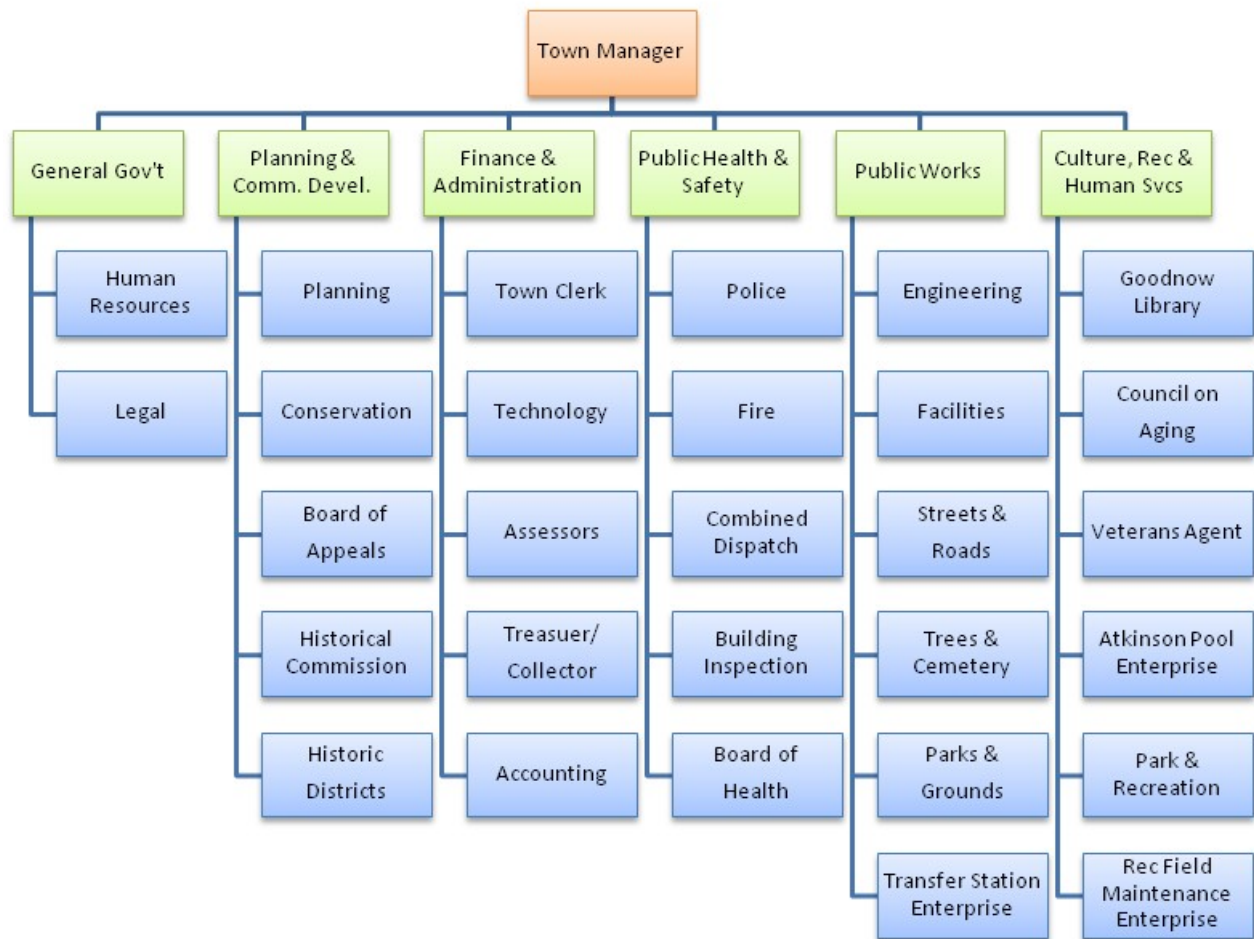 Town Manager
General Gov't
Planning &
Comm. Devel.
Finance &
Administration
Public Health &
Safety
Public Works
Culture, Rec &
Human Svcs
Human
Resources
Legal
Planning
Conservation
Board of
Appeals
Historical
Commission
Historic
Districts
Town Clerk
Technology
Assessors
Treasuer/
Collector
Accounting
Police
Fire
Combined
Dispatch
Building
Inspection
Board of
Health
Engineering
Facilities
Streets &
Roads
Trees &
Cemetery
Parks &
Grounds
Transfer Station
Enterprise
Goodnow
Library
Council on
Aging
Veterans Agent
Atkinson Pool
Enterprise
Park &
Recreation
Rec Field
Maintenance
Enterprise